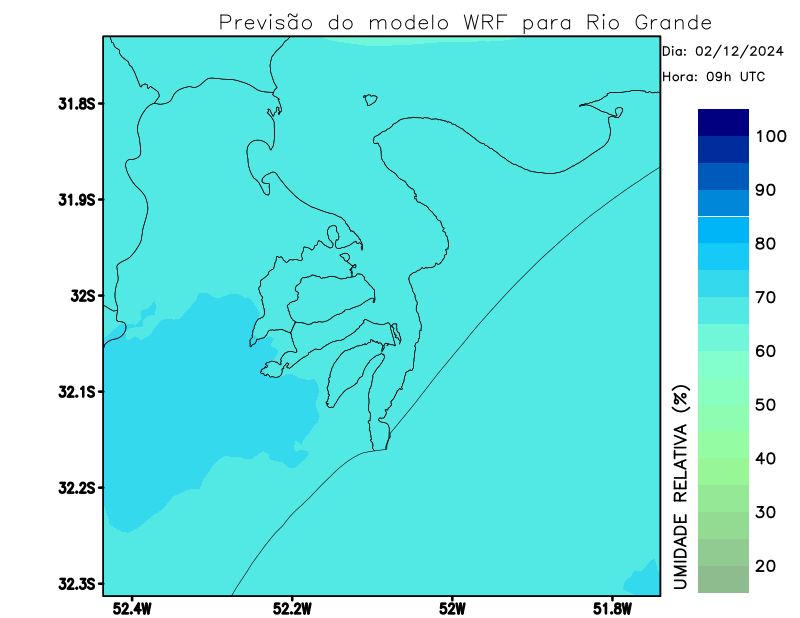 Previsão do modelo WRF para Rio Grande
Dia: 02/12/2024
Hora: 09h UTC
31.8S
31.9S
32S
32.1S
32.2S
32.3S
52.4W
52.2W
52W
51.8W
100
90
80
70
60
50
40
30
20
UMIDADE RELATIVA (%)